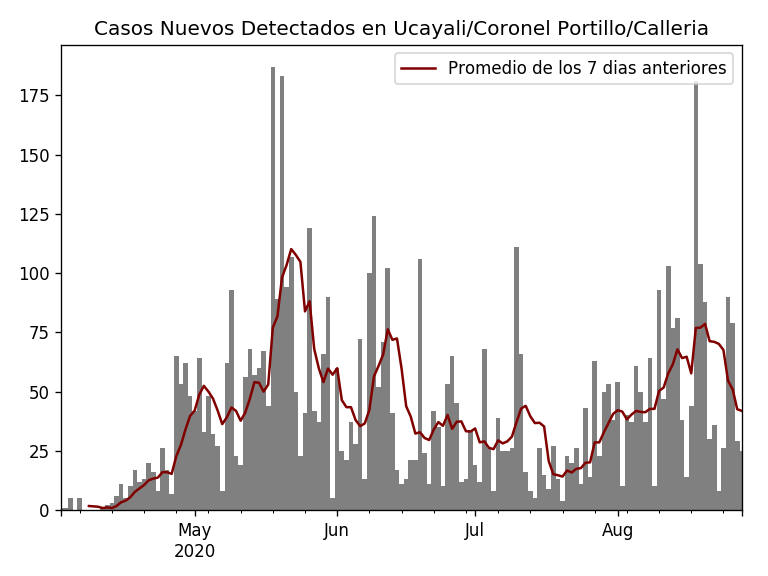 Casos Nuevos Detectados en Ucayali/Coronel Portillo/Calleria
Promedio de los 7 dias anteriores
175
150
125
100
75
50
25
0
May
2020
Jun
Jul
Aug